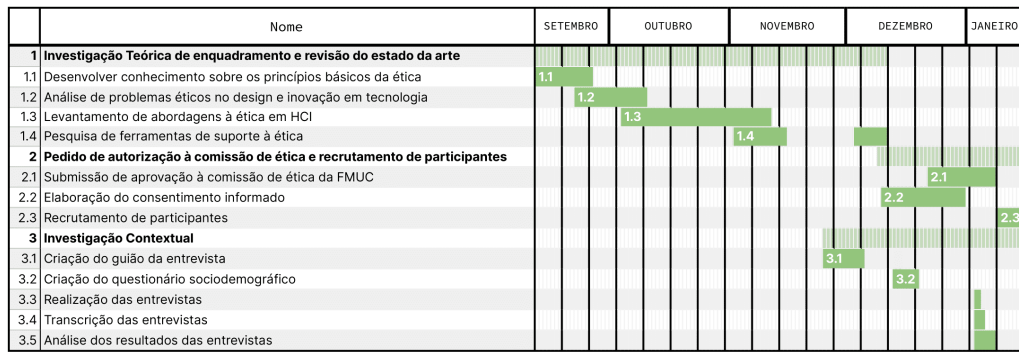 Nome SETEMBRO OUTUBRO NOVEMBRO DEZEMBRO JANEIRO
1 Investigação Teórica de enquadramento e revisão do estado da arte
1.1 Desenvolver conhecimento sobre os princípios básicos da ética 1.1
1.2 Análise de problemas éticos no design e inovação em tecnologia 1.2
1.3 Levantamento de abordagens à ética em HCI 1.3
1.4 Pesquisa de ferramentas de suporte à ética 1.4
2 Pedido de autorização à comissão de ética e recrutamento de participantes
2.1 Submissão de aprovação à comissão de ética da FMUC 2.1
2.2 Elaboração do consentimento informado 2.2
2.3 Recrutamento de participantes 2.3
3 Investigação Contextual
3.1 Criação do guião da entrevista 3.1
3.2 Criação do questionário sociodemográfico 3.2
3.3 Realização das entrevistas
3.4 Transcrição das entrevistas
3.5 Análise dos resultados das entrevistas